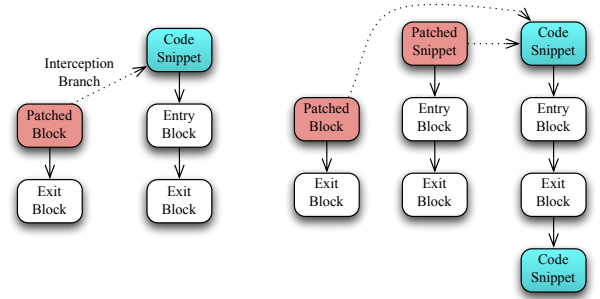 Code
Snippet
Interception
Branch
Patched
Block
Entry
Block
Exit
Block
Exit
Block
Patched
Snippet
Code
Snippet
Patched
Block
Entry
Block
Entry
Block
Exit
Block
Exit
Block
Exit
Block
Code
Snippet